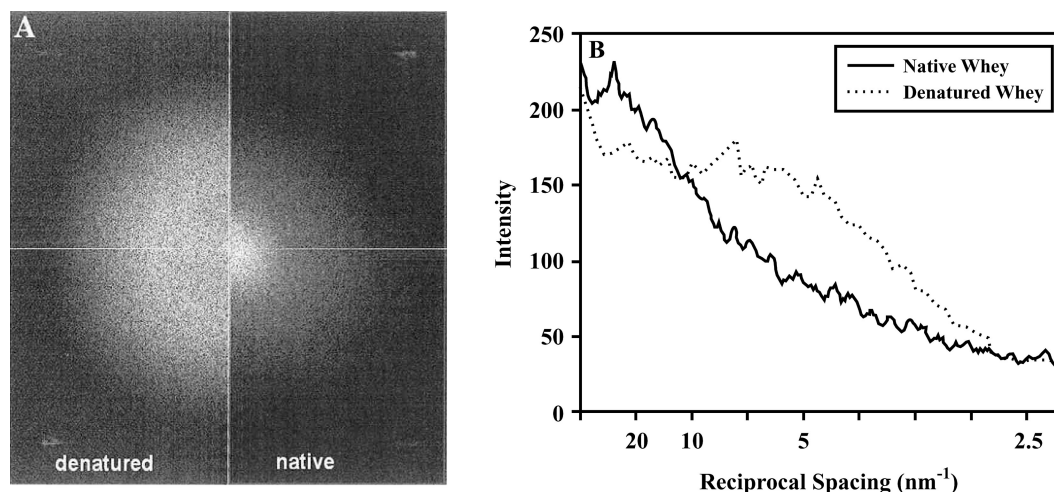 A
denatured
native
B
Native Whey
Denatured Whey
Intensity
250
200
150
100
50
0
20
10
5
2.5
Reciprocal Spacing (nm⁻¹)